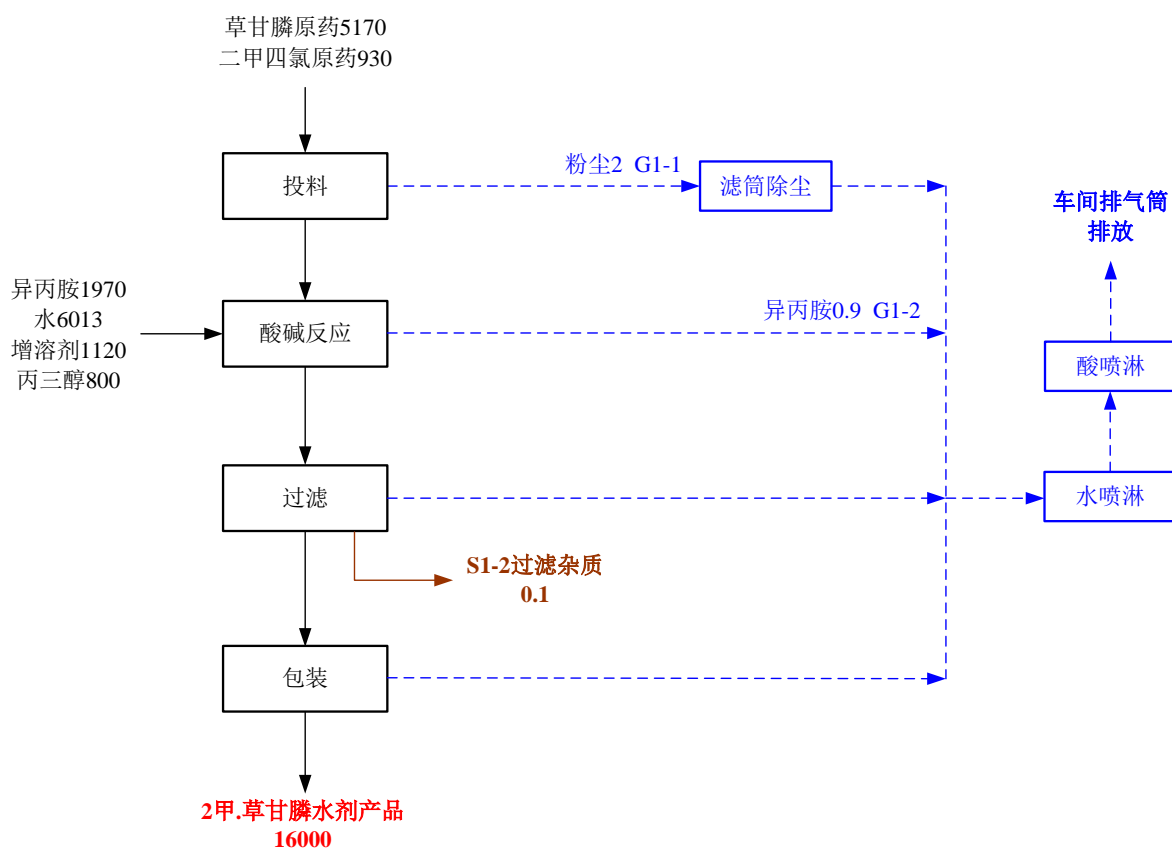 草甘膦原药5170
二甲四氯原药930
投料
粉尘2  G1-1
滤筒除尘
车间排气筒
排放
异丙胺1970
水6013
增溶剂1120
丙三醇800
酸碱反应
异丙胺0.9  G1-2
酸喷淋
过滤
水喷淋
S1-2过滤杂质
0.1
包装
2甲.草甘膦水剂产品
16000